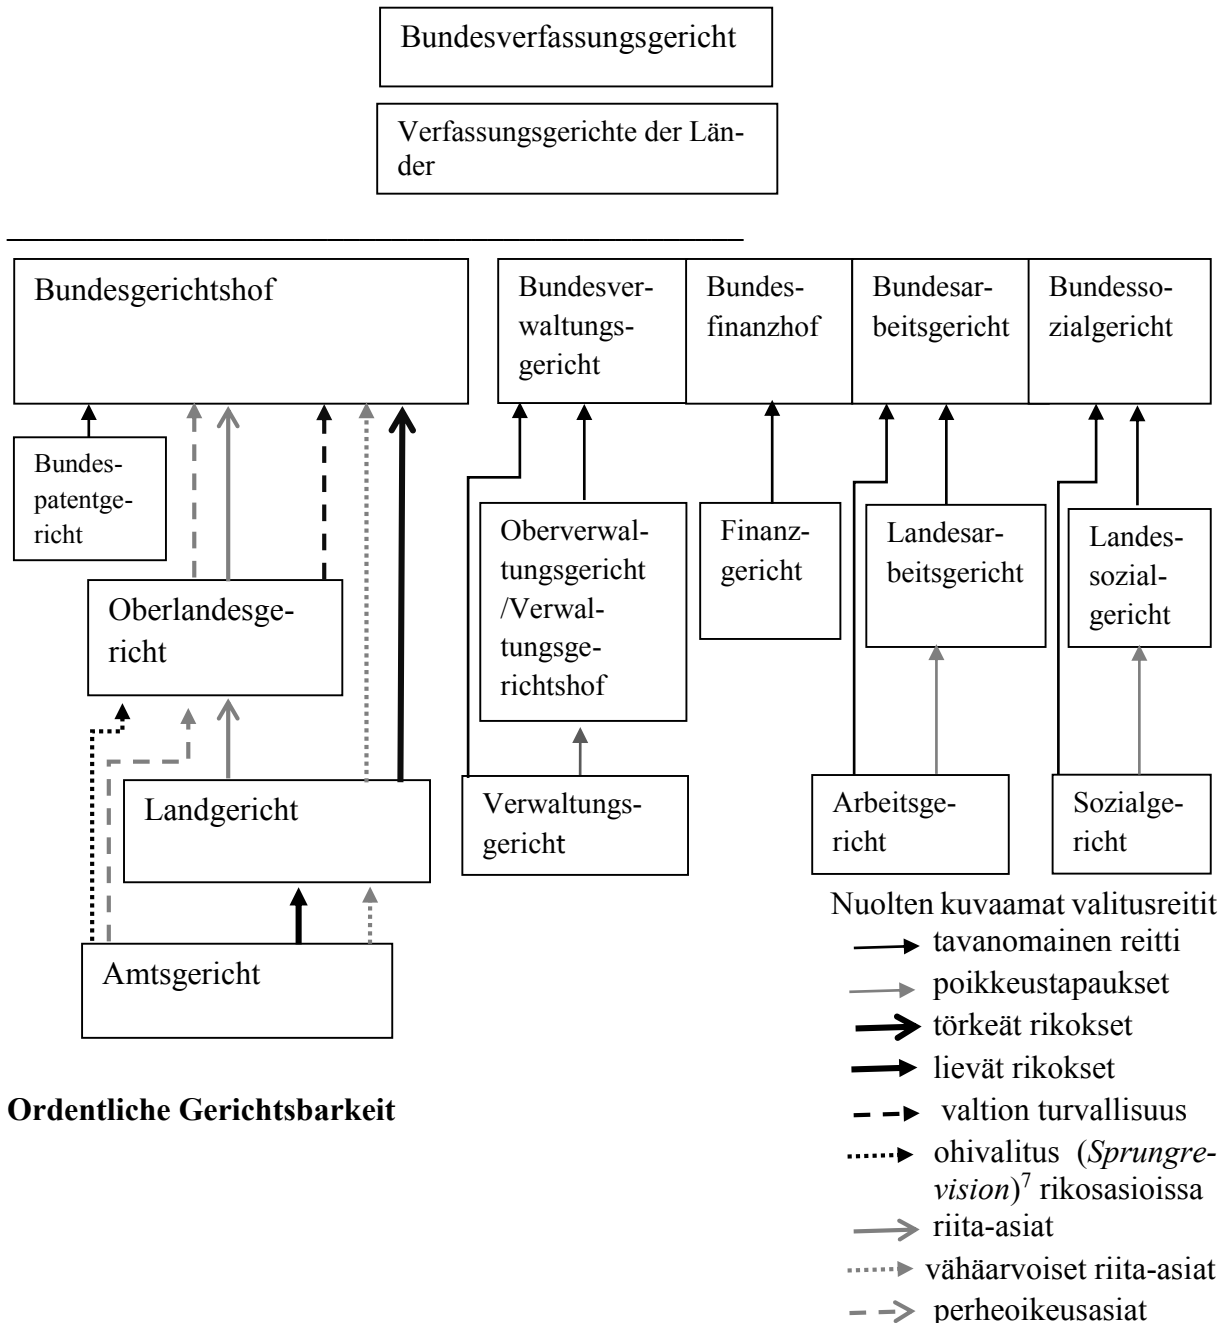 Bundesverfassungsgericht
Verfassungsgerichte der Län-
der
Bundesgerichtshof
Bundesver-
waltungs-
gericht
Bundes-
finanzhof
Bundesar-
beitsgericht
Bundesso-
zialgericht
Bundes-
patentge-
richt
Oberverwal-
tungsgericht
/Verwal-
tungsge-
richtshof
Finanz-
gericht
Landesar-
beitsgericht
Landes-
sozial-
gericht
Oberlandesge-
richt
Landgericht
Verwaltungs-
gericht
Arbeitsge-
richt
Sozialge-
richt
Amtsgericht
Ordentliche Gerichtsbarkeit
Nuolten kuvaamat valitusreitit
tavanomainen reitti
poikkeustapaukset
törkeät rikokset
lievät rikokset
valtion turvallisuus
ohivalitus (Sprungre-
vision)7 rikosasioissa
riita-asiat
vähäarvoiset riita-asiat
perheoikeusasiat